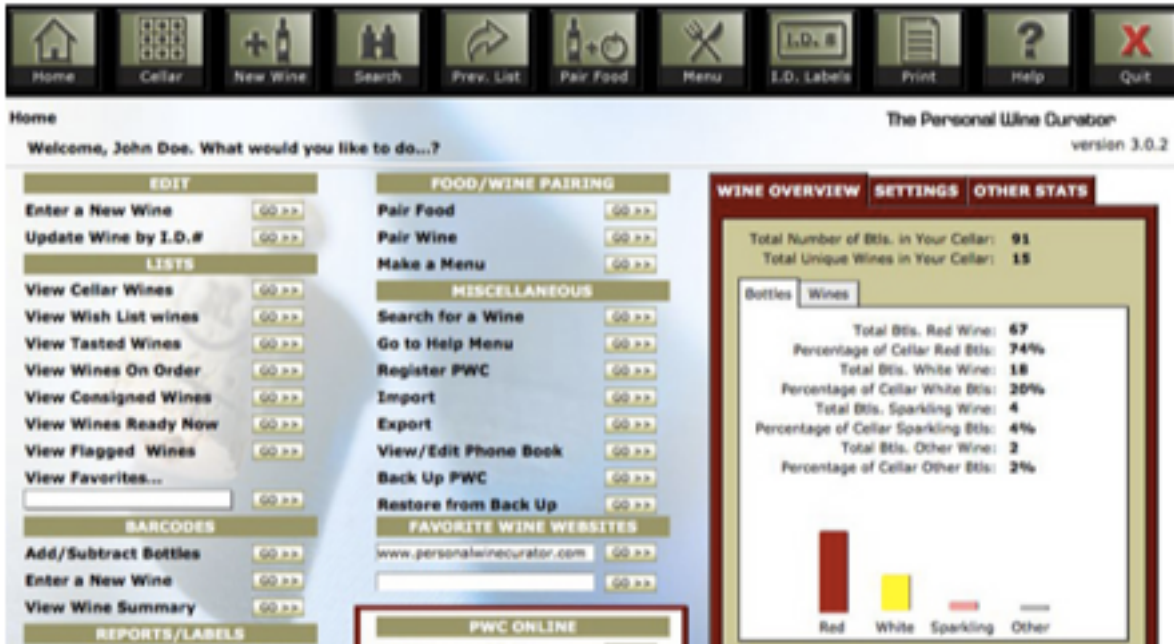 Home Cellar New Wine Search Prev. List Pair Food Menu I.D. # I.D. Labels Print Help Quit
Home
The Personal Wine Curator
Welcome, John Doe. What would you like to do...?
version 3.0.2
EDIT
Enter a New Wine GO >>
Update Wine by I.D.# GO >>
LISTS
View Cellar Wines GO >>
View Wish List wines GO >>
View Tasted Wines GO >>
View Wines On Order GO >>
View Consigned Wines GO >>
View Wines Ready Now GO >>
View Flagged Wines GO >>
View Favorites...
GO >>
BARCODES
Add/Subtract Bottles GO >>
Enter a New Wine GO >>
View Wine Summary GO >>
REPORTS/LABELS
FOOD/WINE PAIRING
Pair Food GO >>
Pair Wine GO >>
Make a Menu GO >>
MISCELLANEOUS
Search for a Wine GO >>
Go to Help Menu GO >>
Register PWC GO >>
Import GO >>
Export GO >>
View/Edit Phone Book GO >>
Back Up PWC GO >>
Restore from Back Up GO >>
FAVORITE WINE WEBSITES
www.personalwinecurator.com GO >>
GO >>
PWC ONLINE
WINE OVERVIEW SETTINGS OTHER STATS
Total Number of Btls. in Your Cellar: 91
Total Unique Wines in Your Cellar: 15
Bottles Wines
Total Btls. Red Wine: 67
Percentage of Cellar Red Btls: 74%
Total Btls. White Wine: 18
Percentage of Cellar White Btls: 20%
Total Btls. Sparkling Wine: 4
Percentage of Cellar Sparkling Btls: 4%
Total Btls. Other Wine: 2
Percentage of Cellar Other Btls: 2%
Red White Sparkling Other